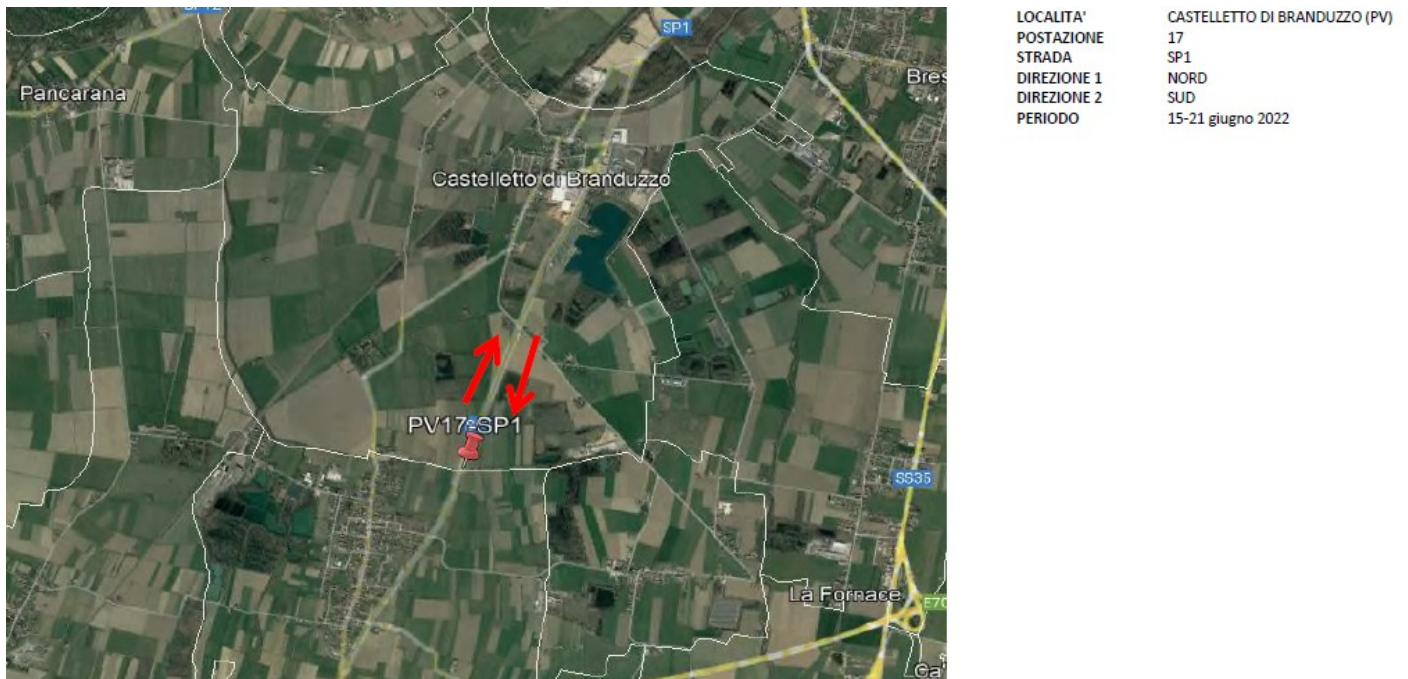 SP12
SP1
Pancarana
Bres
Castelletto di Branduzzo
PV17-SP1
SS35
La Fornace
E70
Ca'
LOCALITA' CASTELLETTO DI BRANDUZZO (PV)
POSTAZIONE 17
STRADA SP1
DIREZIONE 1 NORD
DIREZIONE 2 SUD
PERIODO 15-21 giugno 2022